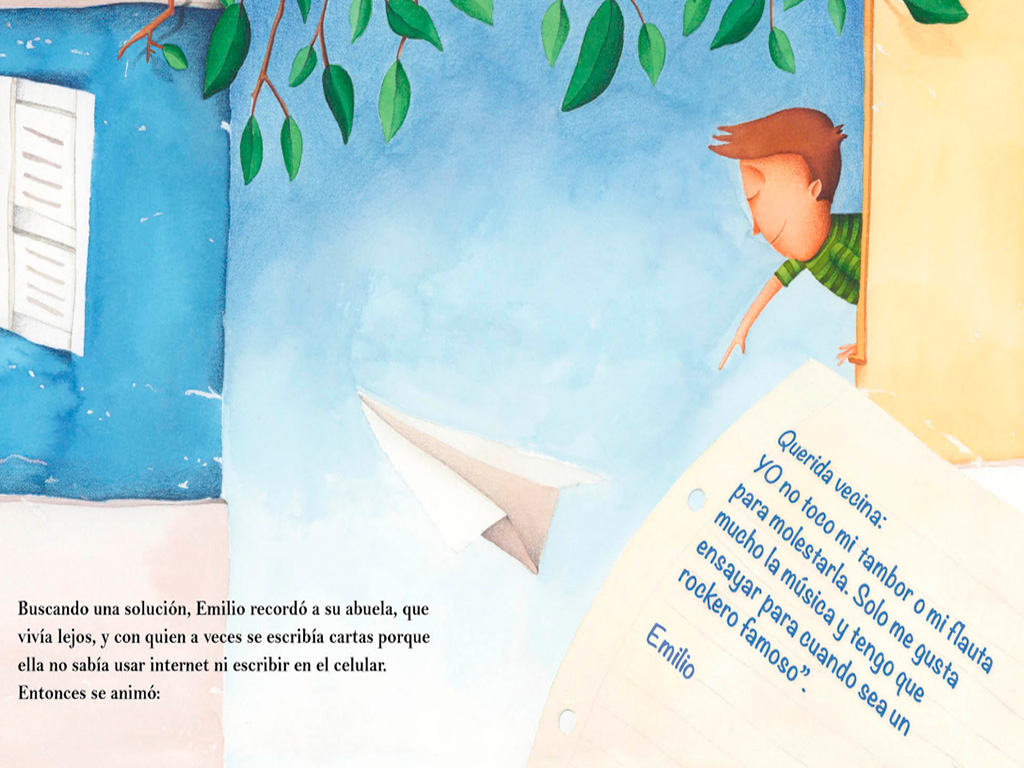 Buscando una solución, Emilio recordó a su abuela, que
vivía lejos, y con quien a veces se escribía cartas porque
ella no sabía usar internet ni escribir en el celular.
Entonces se animó:
Querida vecina:
YO no toco mi tambor o mi flauta
para molestarla. Solo me gusta
mucho la música y tengo que
ensayar para cuando sea un
rockero famoso”.
Emilio